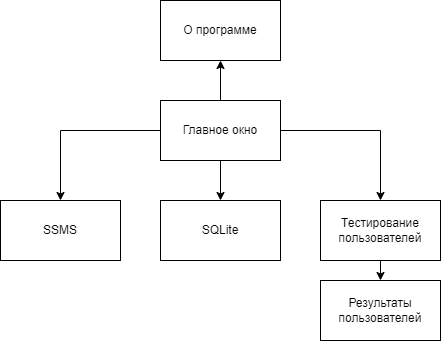 О программе
Главное окно
SSMS
SQLite
Тестирование
пользователей
Результаты
пользователей